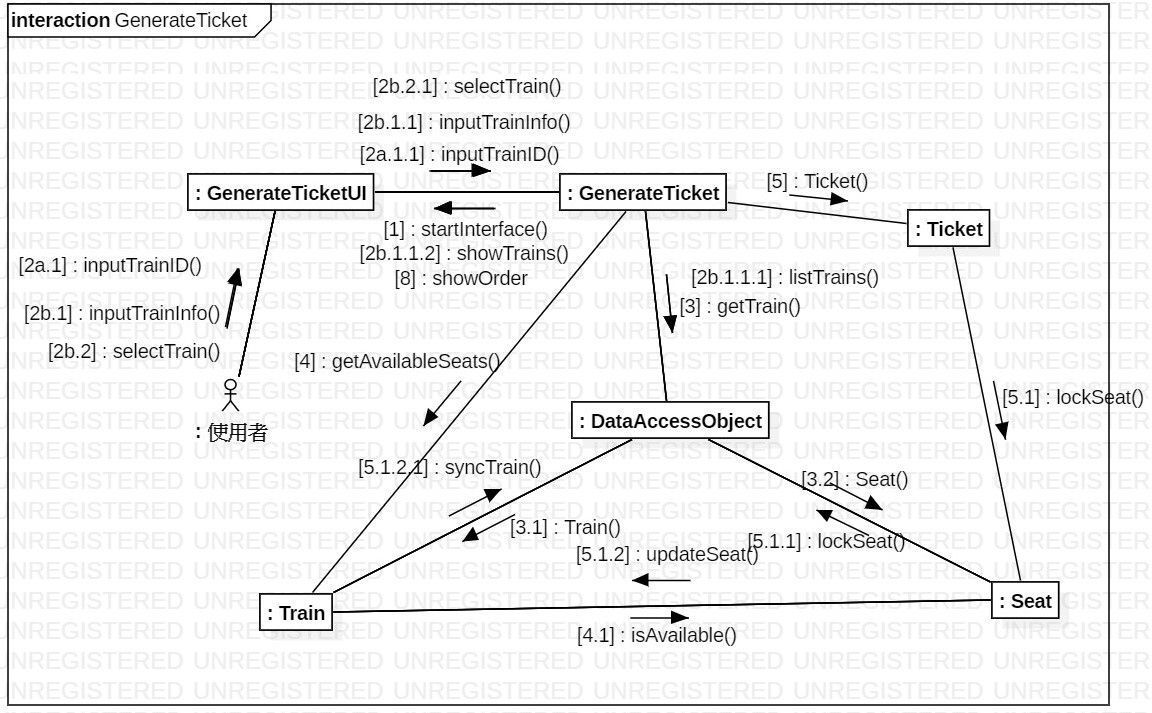 interaction GenerateTicket
[2b.2.1] : selectTrain()
[2b.1.1] : inputTrainInfo()
[2a.1.1] : inputTrainID()
: GenerateTicketUI
: GenerateTicket
[5] : Ticket()
: Ticket
[1] : startInterface()
[2b.1.1.2] : showTrains()
[8] : showOrder
[2a.1] : inputTrainID()
[2b.1] : inputTrainInfo()
[2b.2] : selectTrain()
[2b.1.1.1] : listTrains()
[3] : getTrain()
[4] : getAvailableSeats()
: 使用者
: DataAccessObject
[5.1] : lockSeat()
[5.1.2.1] : syncTrain()
[3.2] : Seat()
[3.1] : Train()
[5.1.1] : lockSeat()
[5.1.2] : updateSeat()
: Train
: Seat
[4.1] : isAvailable()
UNREGISTERED